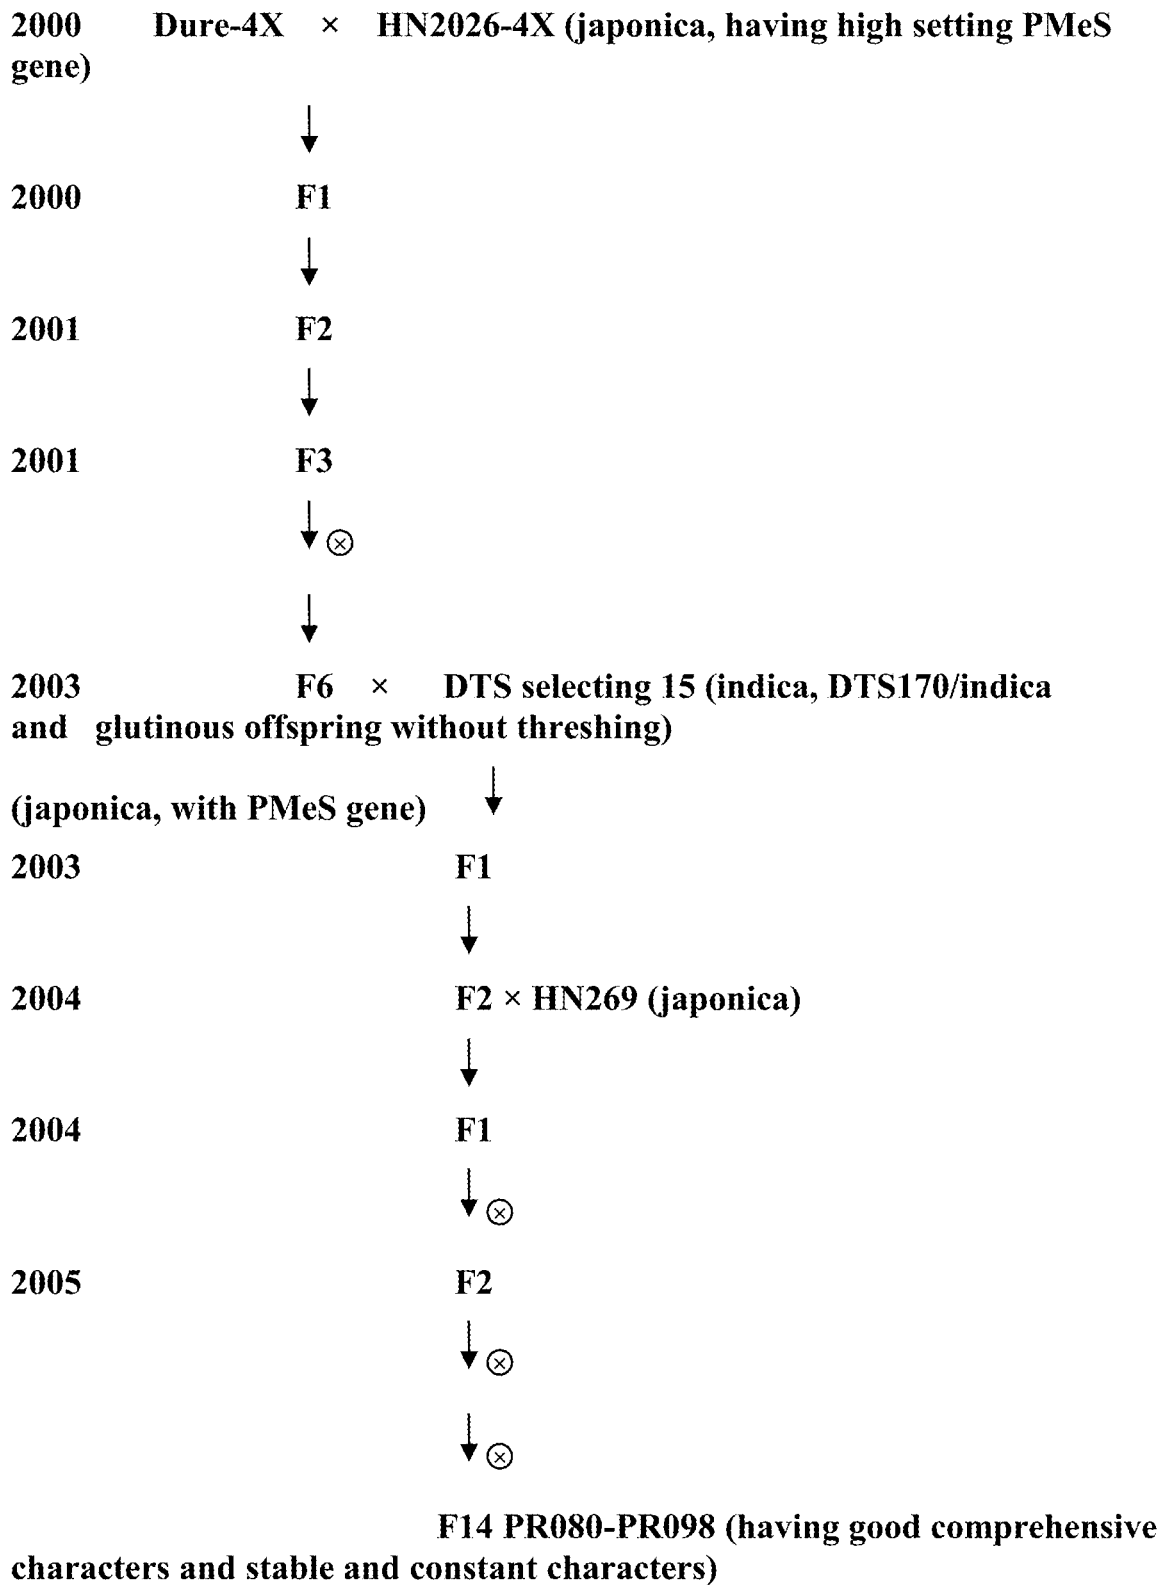 2000 Dure-4X × HN2026-4X (japonica, having high setting PMeS
gene)
2000 F1
2001 F2
2001 F3
⊗
2003 F6 × DTS selecting 15 (indica, DTS170/indica
and glutinous offspring without threshing)
(japonica, with PMeS gene)
2003 F1
2004 F2 × HN269 (japonica)
2004 F1
⊗
2005 F2
⊗
⊗
F14 PR080-PR098 (having good comprehensive
characters and stable and constant characters)